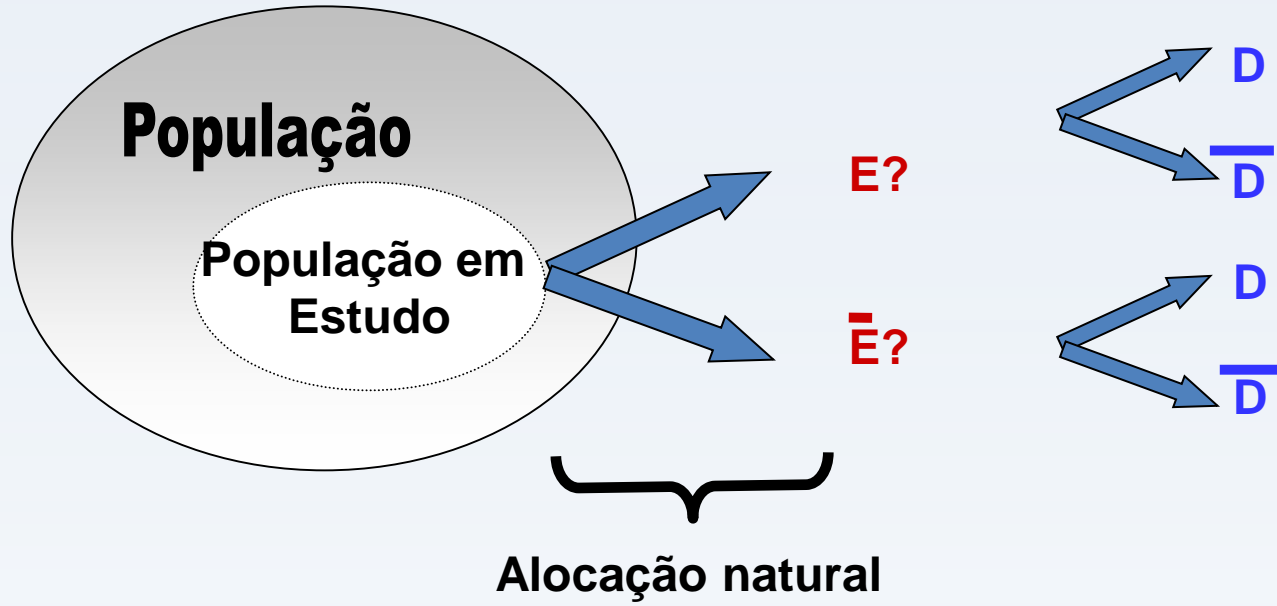 População
População em
Estudo
E?
E̅?
D
D̅
D
D̅
Alocação natural